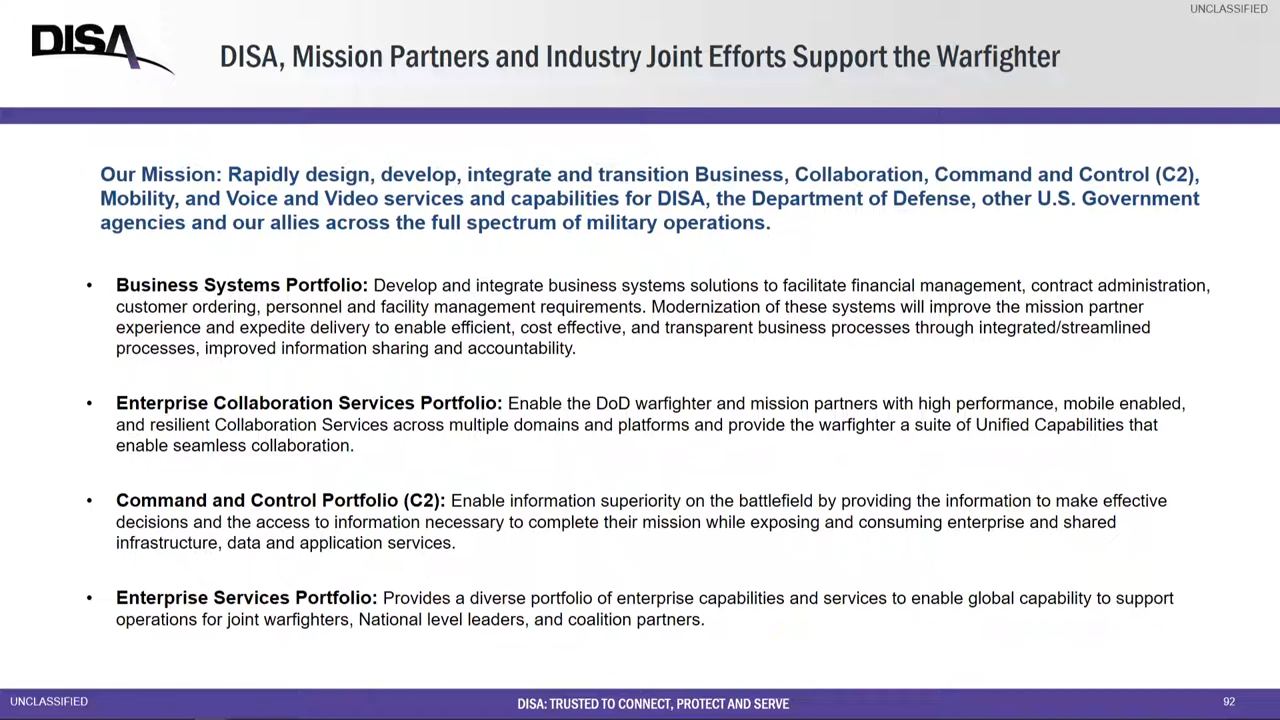 UNCLASSIFIED
DISA
DISA, Mission Partners and Industry Joint Efforts Support the Warfighter
Our Mission: Rapidly design, develop, integrate and transition Business, Collaboration, Command and Control (C2),
Mobility, and Voice and Video services and capabilities for DISA, the Department of Defense, other U.S. Government
agencies and our allies across the full spectrum of military operations.
• Business Systems Portfolio: Develop and integrate business systems solutions to facilitate financial management, contract administration,
customer ordering, personnel and facility management requirements. Modernization of these systems will improve the mission partner
experience and expedite delivery to enable efficient, cost effective, and transparent business processes through integrated/streamlined
processes, improved information sharing and accountability.
• Enterprise Collaboration Services Portfolio: Enable the DoD warfighter and mission partners with high performance, mobile enabled,
and resilient Collaboration Services across multiple domains and platforms and provide the warfighter a suite of Unified Capabilities that
enable seamless collaboration.
• Command and Control Portfolio (C2): Enable information superiority on the battlefield by providing the information to make effective
decisions and the access to information necessary to complete their mission while exposing and consuming enterprise and shared
infrastructure, data and application services.
• Enterprise Services Portfolio: Provides a diverse portfolio of enterprise capabilities and services to enable global capability to support
operations for joint warfighters, National level leaders, and coalition partners.
UNCLASSIFIED
DISA: TRUSTED TO CONNECT, PROTECT AND SERVE
92